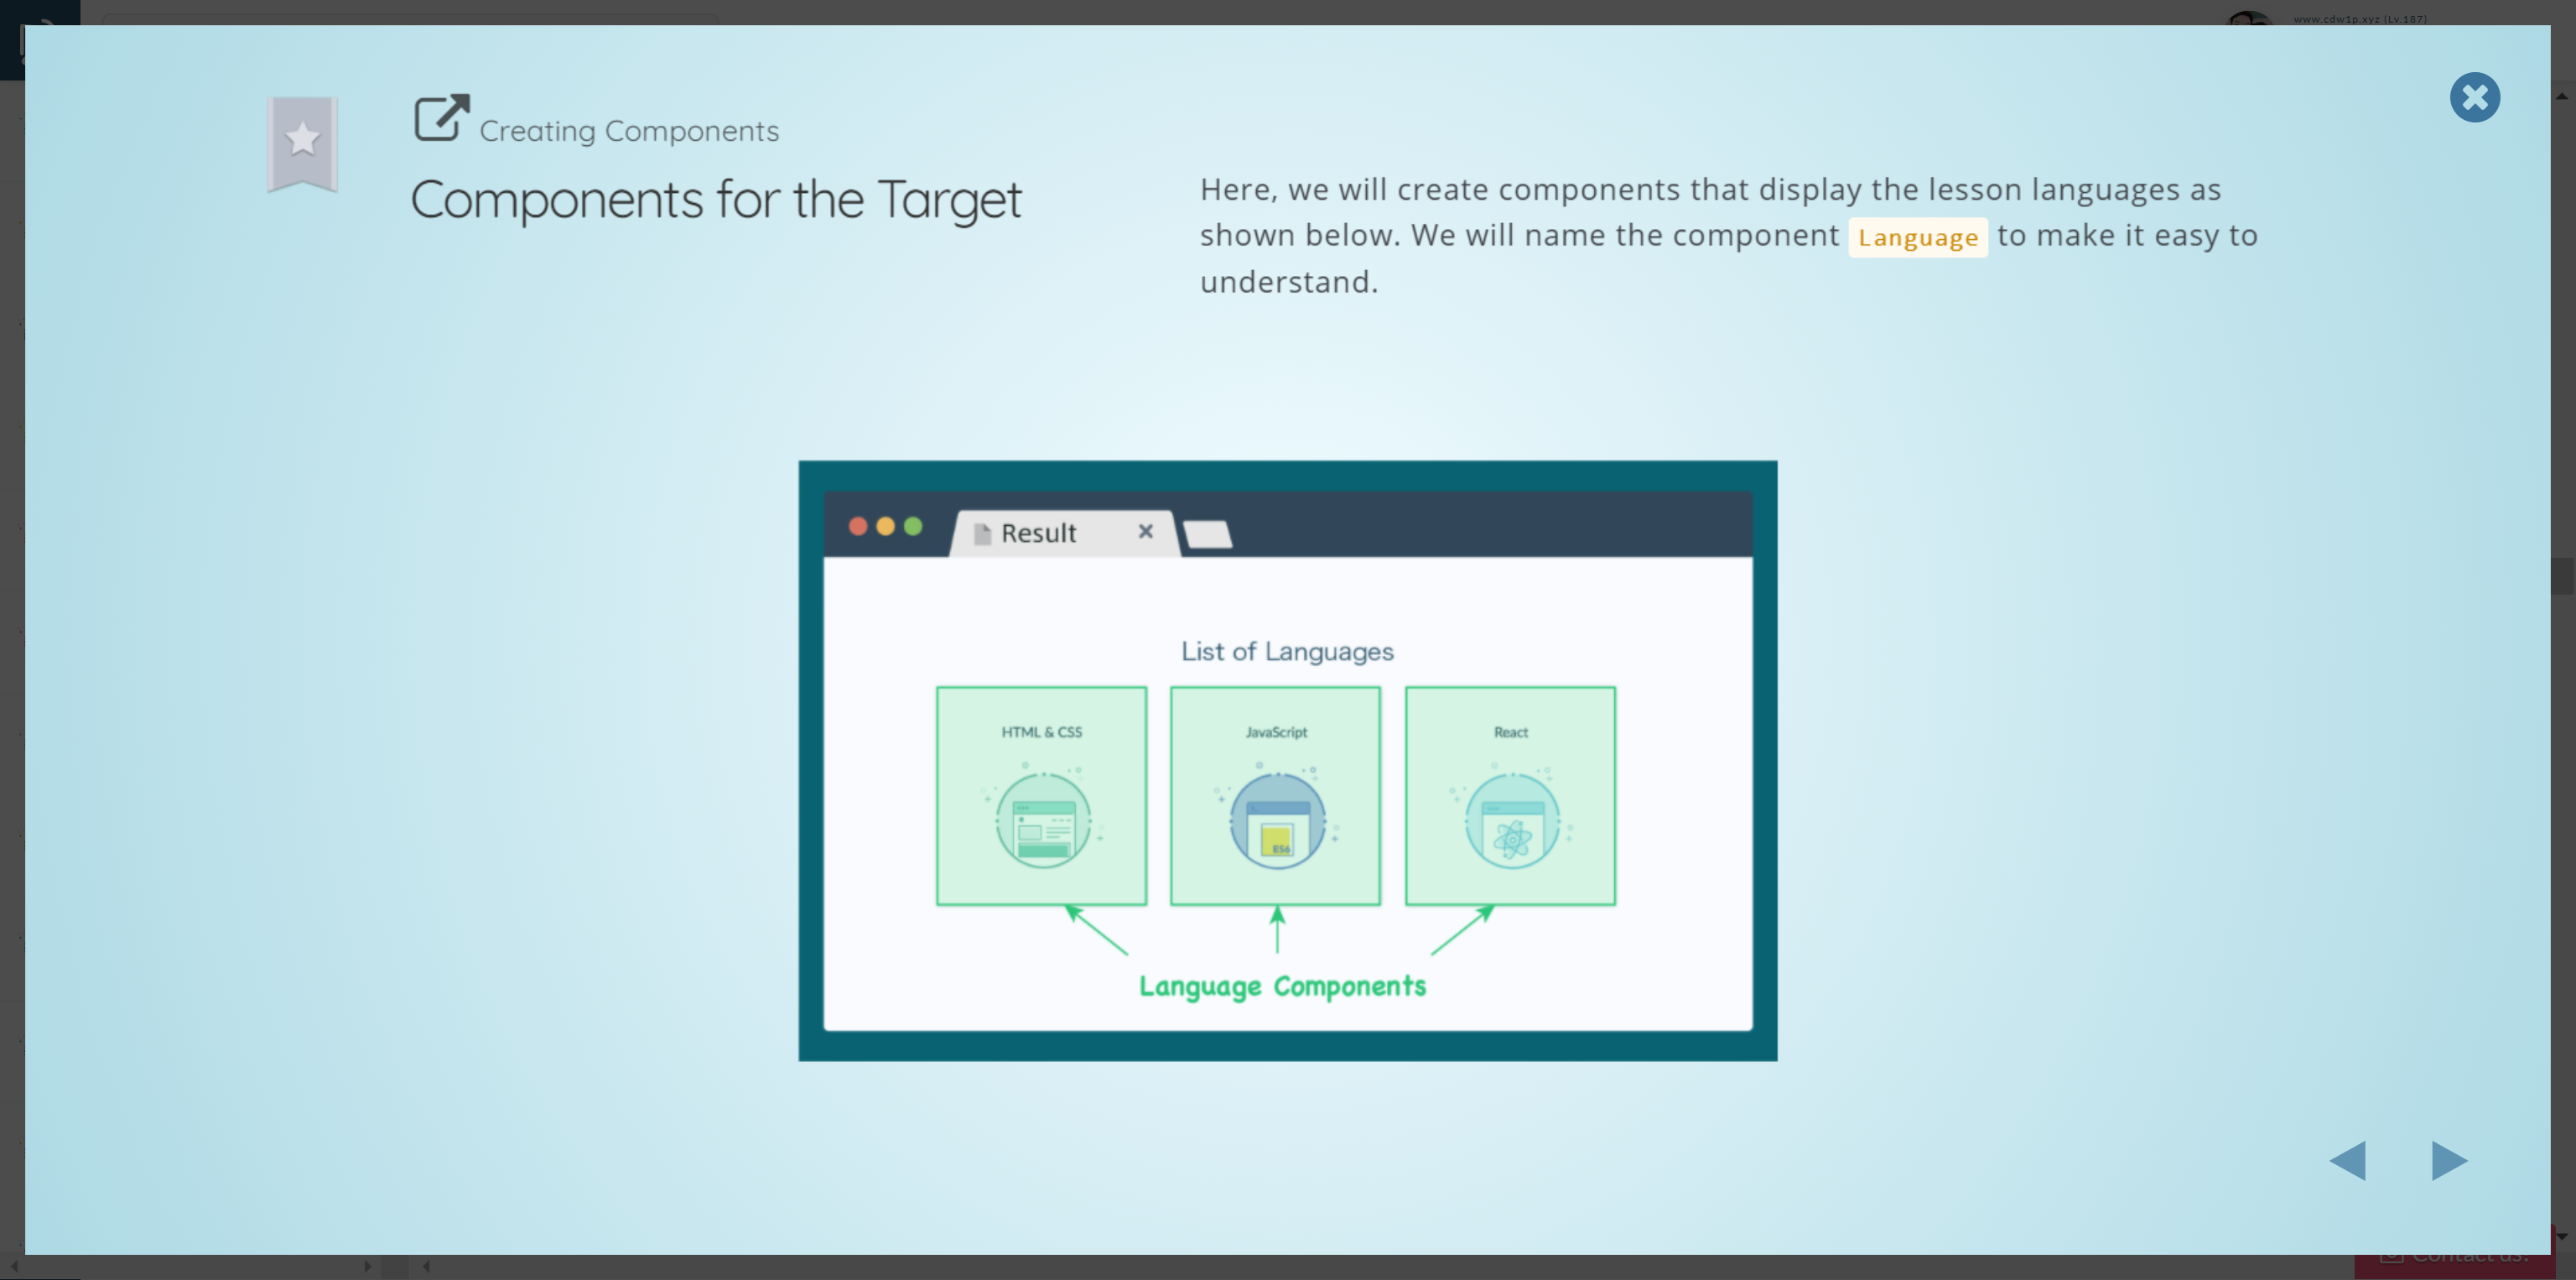 www.cdw1p.xyz (Lv.187)
Creating Components
Components for the Target
Here, we will create components that display the lesson languages as
shown below. We will name the component Language to make it easy to
understand.
Result
List of Languages
HTML & CSS
JavaScript
React
ES6
Language Components
Contact us!